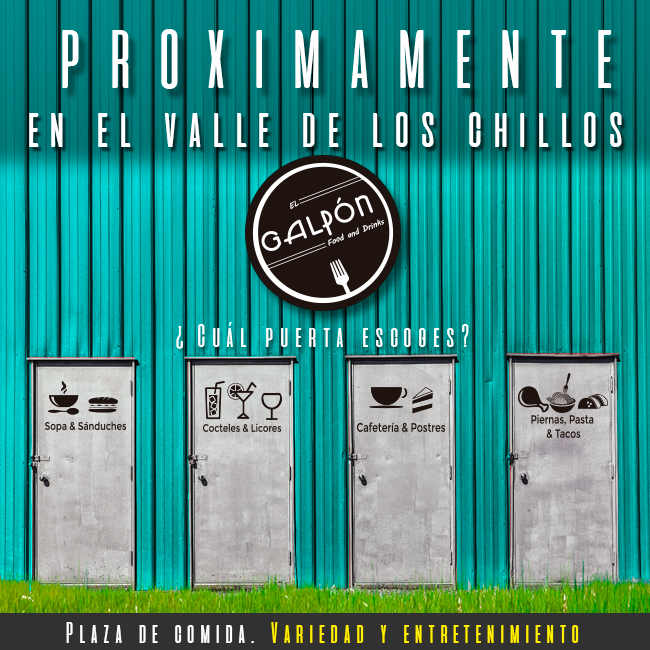 PROXIMAMENTE
EN EL VALLE DE LOS CHILLOS
EL
GALPÓN
Food and Drinks
¿CUÁL PUERTA ESCOGES?
Sopa & Sánduches
Cocteles & Licores
Cafetería & Postres
Piernas, Pasta
& Tacos
PLAZA DE COMIDA. VARIEDAD Y ENTRETENIMIENTO